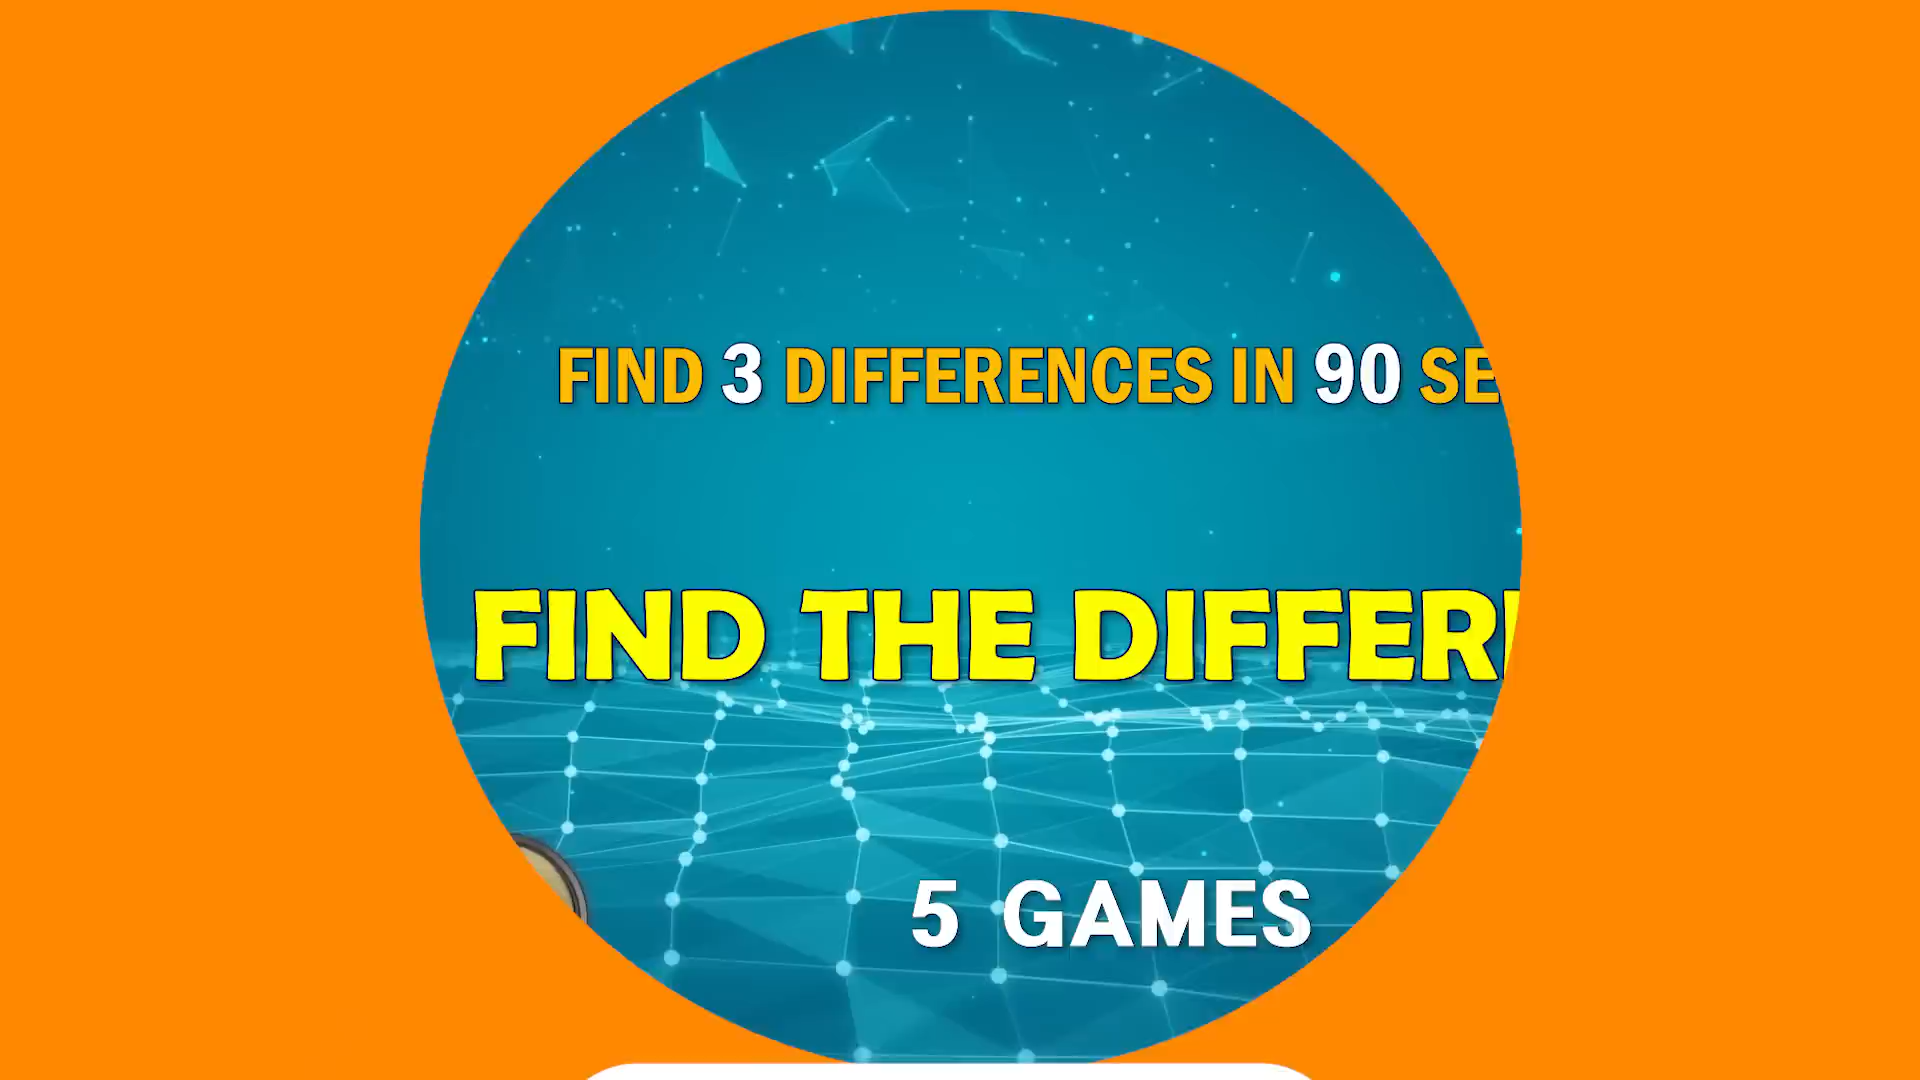 FIND 3 DIFFERENCES IN 90 SE
FIND THE DIFFER
5 GAMES